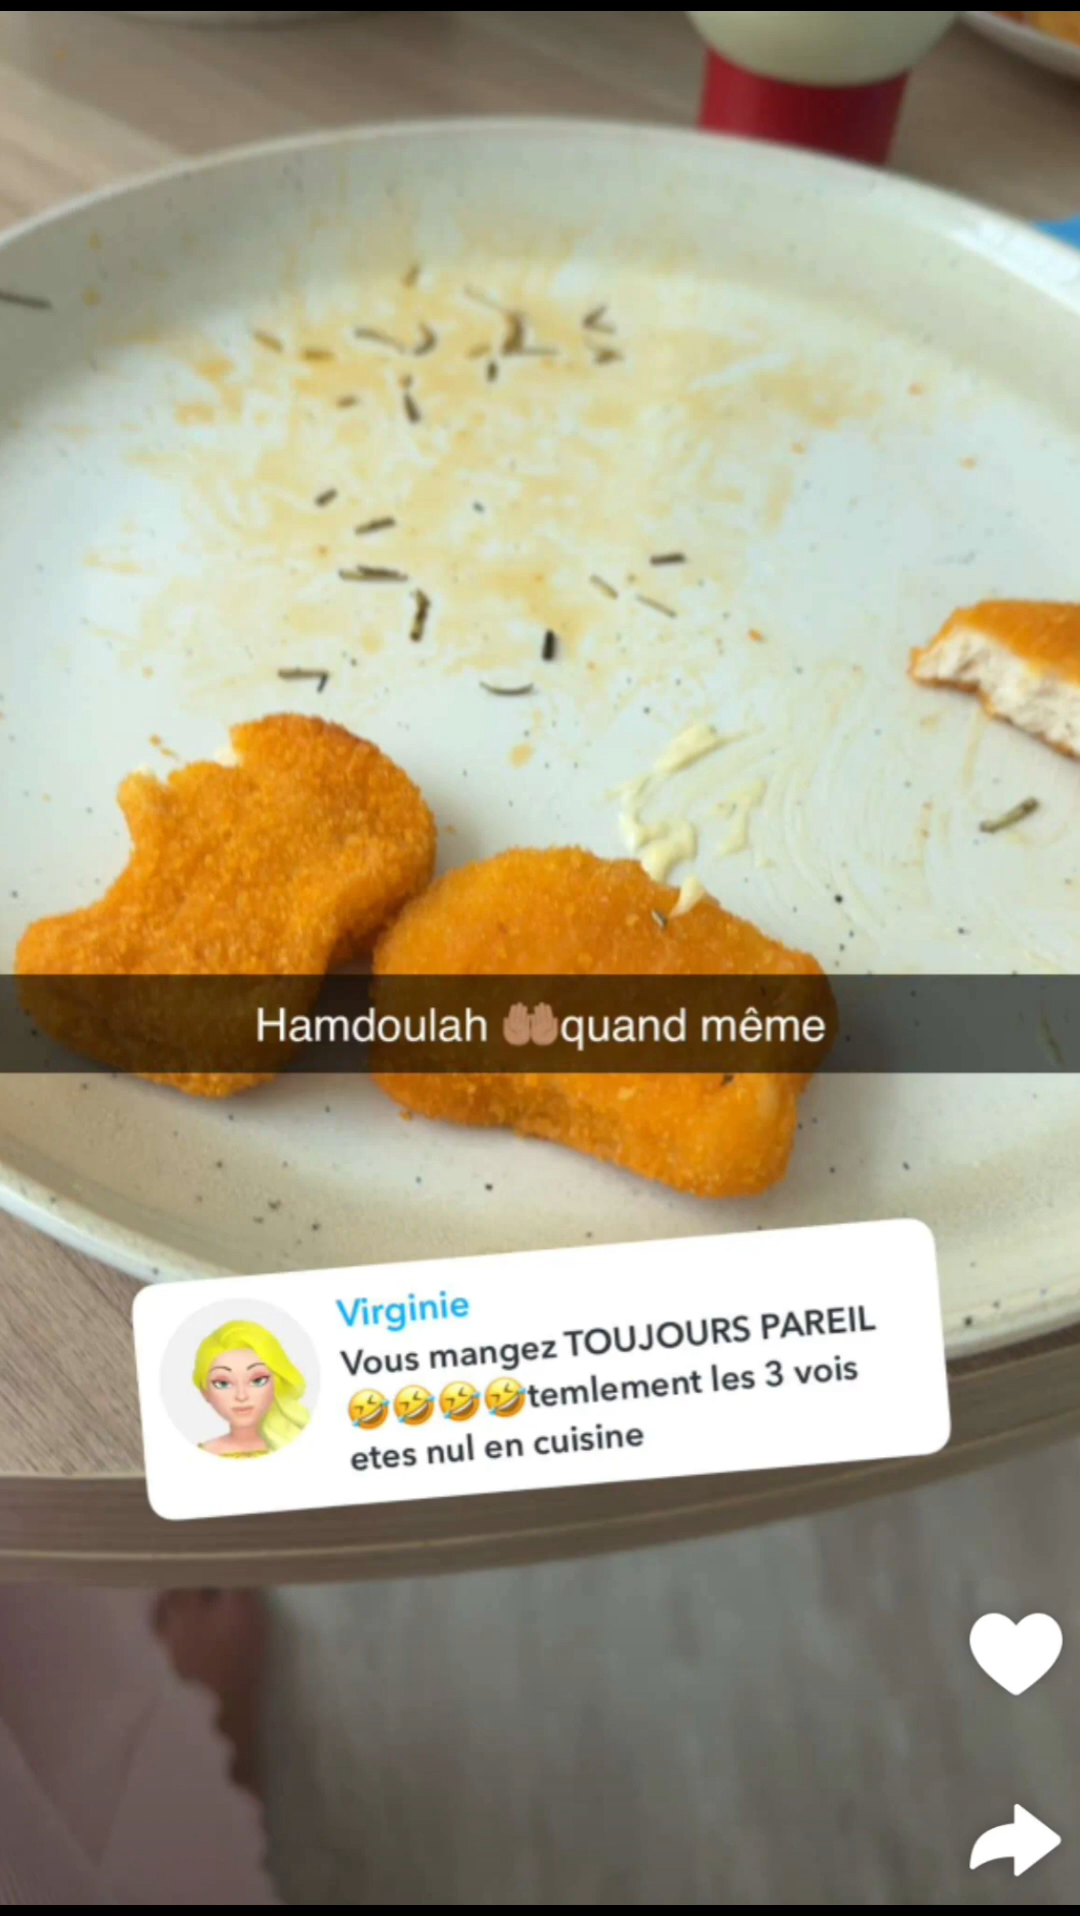 Hamdoulah 🤲🏽quand même
Virginie
Vous mangez TOUJOURS PAREIL
🤣🤣🤣🤣temlement les 3 vois
etes nul en cuisine